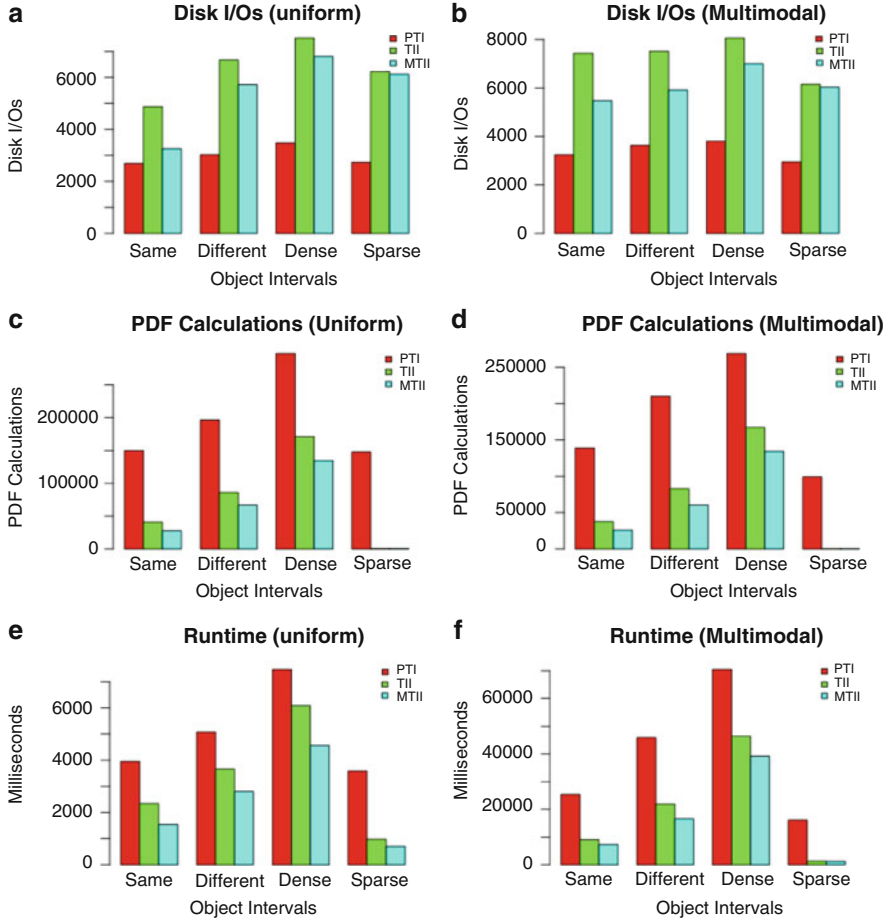 a
Disk I/Os (uniform)
PTI
TII
MTII
Disk I/Os
6000
4000
2000
0
Same Different Dense Sparse
Object Intervals
b
Disk I/Os (Multimodal)
PTI
TII
MTII
Disk I/Os
8000
6000
4000
2000
0
Same Different Dense Sparse
Object Intervals
c
PDF Calculations (Uniform)
PTI
TII
MTII
PDF Calculations
200000
100000
0
Same Different Dense Sparse
Object Intervals
d
PDF Calculations (Multimodal)
PTI
TII
MTII
PDF Calculations
250000
150000
50000
0
Same Different Dense Sparse
Object Intervals
e
Runtime (uniform)
PTI
TII
MTII
Milliseconds
6000
4000
2000
0
Same Different Dense Sparse
Object Intervals
f
Runtime (Multimodal)
PTI
TII
MTII
Milliseconds
60000
40000
20000
0
Same Different Dense Sparse
Object Intervals